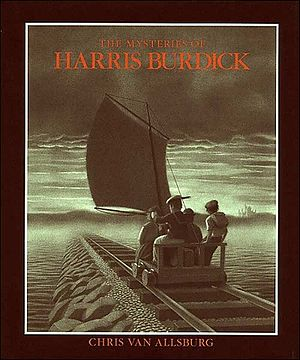 THE MYSTERIES OF
HARRIS BURDICK
CHRIS VAN ALLSBURG